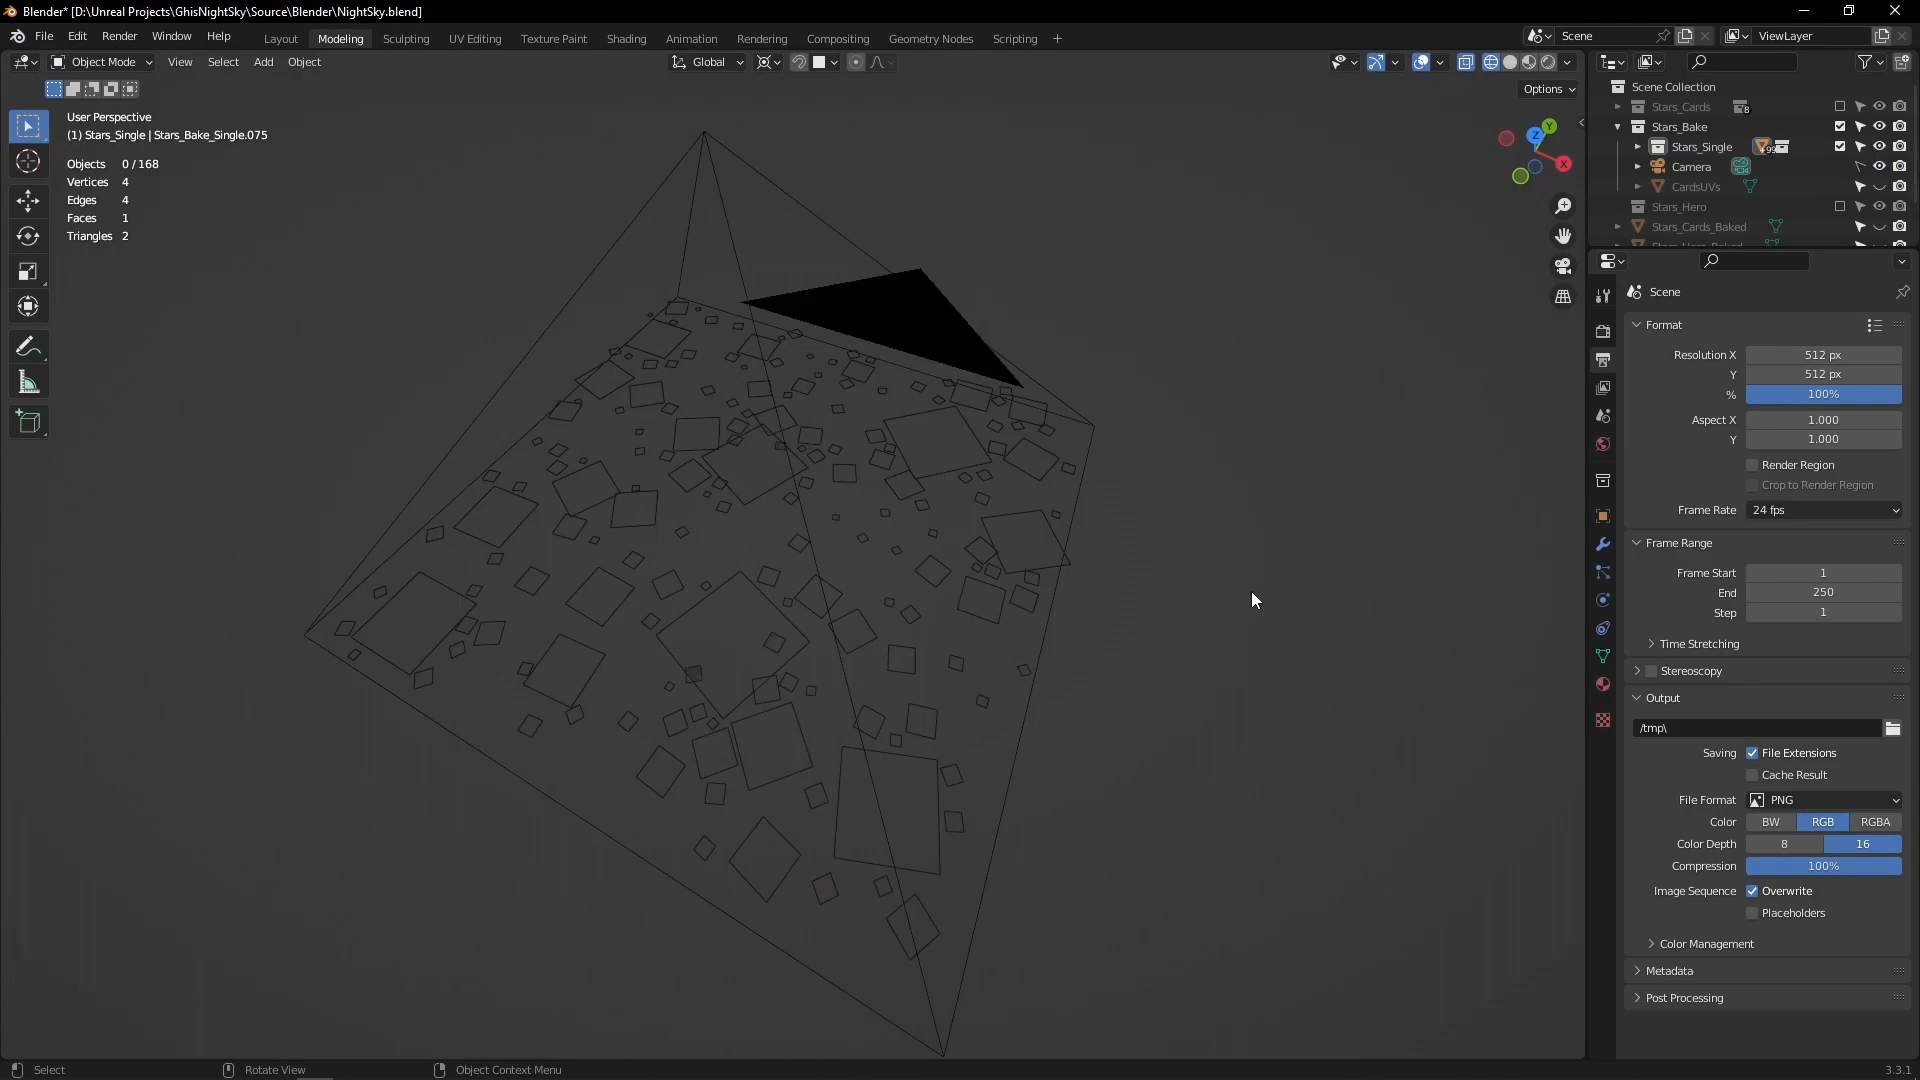 Blender* [D:\Unreal Projects\GhisNightSky\Source\Blender\NightSky.blend]
File Edit Render Window Help Layout Modeling Sculpting UV Editing Texture Paint Shading Animation Rendering Compositing Geometry Nodes Scripting + Scene ViewLayer
Object Mode View Select Add Object Global
Options
User Perspective
(1) Stars_Single | Stars_Bake_Single.075
Objects 0 / 168
Vertices 4
Edges 4
Faces 1
Triangles 2
Z Y X
Scene Collection
Stars_Cards 8
Stars_Bake
Stars_Single
Camera
CardsUVs
Stars_Hero
Stars_Cards_Baked
Stars_Hero_Baked
Scene
Format
Resolution X 512 px
Y 512 px
% 100%
Aspect X 1.000
Y 1.000
Render Region
Crop to Render Region
Frame Rate 24 fps
Frame Range
Frame Start 1
End 250
Step 1
Time Stretching
Stereoscopy
Output
/tmp\
Saving File Extensions
Cache Result
File Format PNG
Color BW RGB RGBA
Color Depth 8 16
Compression 100%
Image Sequence Overwrite
Placeholders
Color Management
Metadata
Post Processing
Select Rotate View Object Context Menu 3.3.1